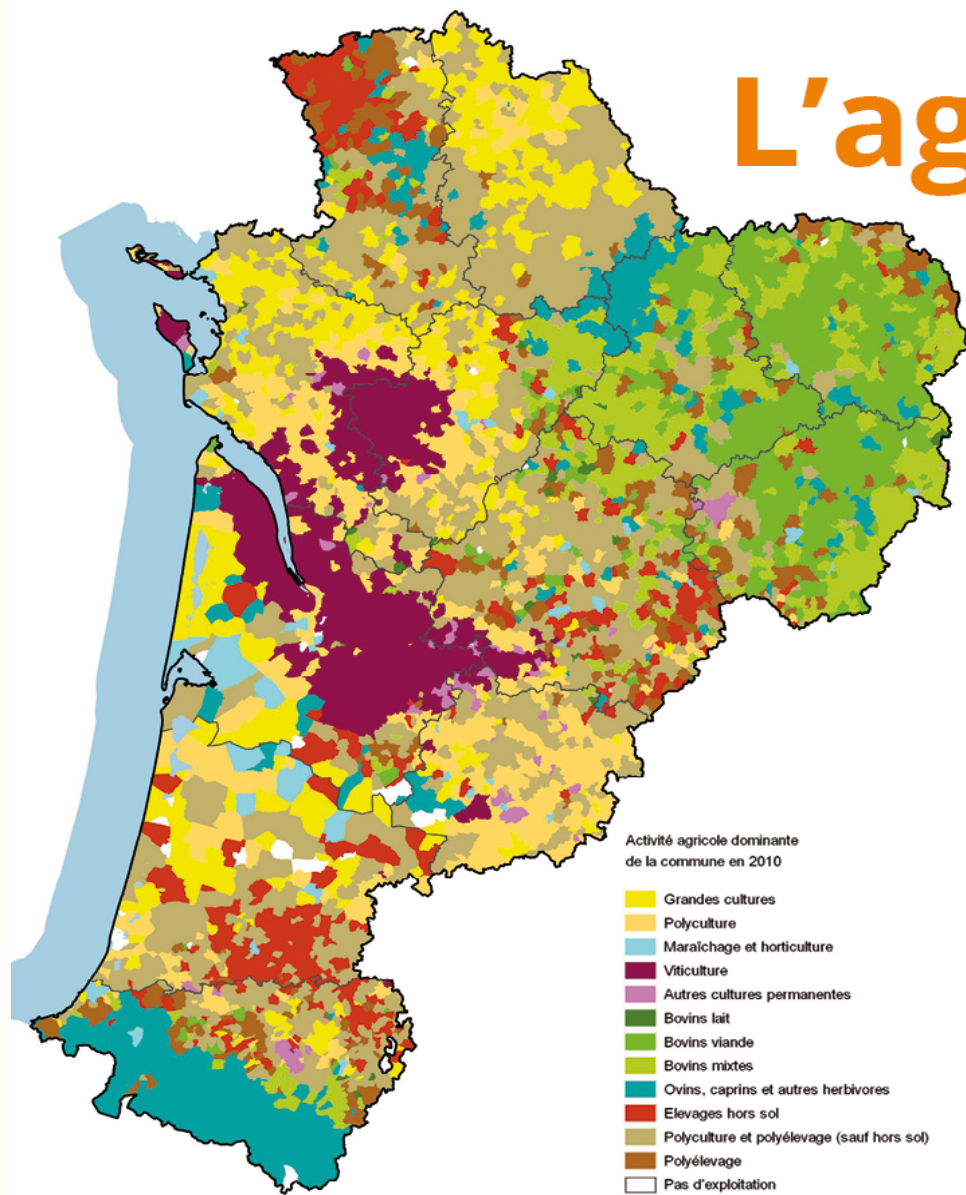 L'ag
Activité agricole dominante
de la commune en 2010
Grandes cultures
Polyculture
Maraîchage et horticulture
Viticulture
Autres cultures permanentes
Bovins lait
Bovins viande
Bovins mixtes
Ovins, caprins et autres herbivores
Elevages hors sol
Polyculture et polyélevage (sauf hors sol)
Polyélevage
Pas d'exploitation